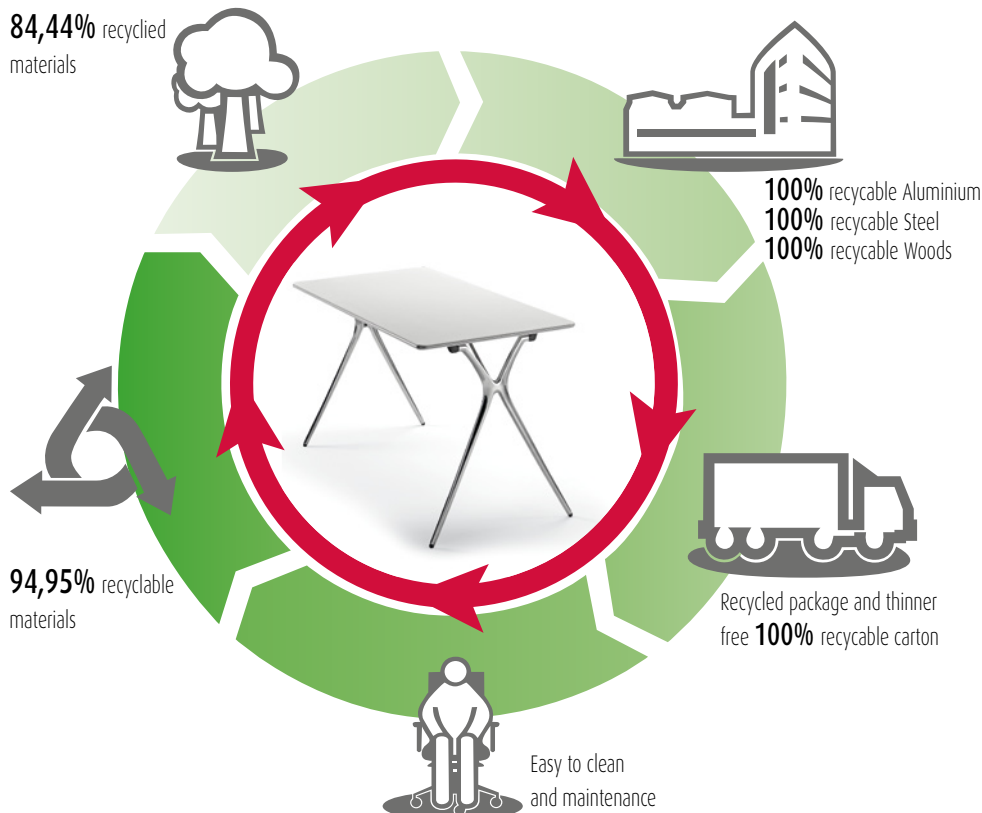 84,44% recyclied
materials
100% recycable Aluminium
100% recycable Steel
100% recycable Woods
Recycled package and thinner
free 100% recycable carton
Easy to clean
and maintenance
94,95% recyclable
materials